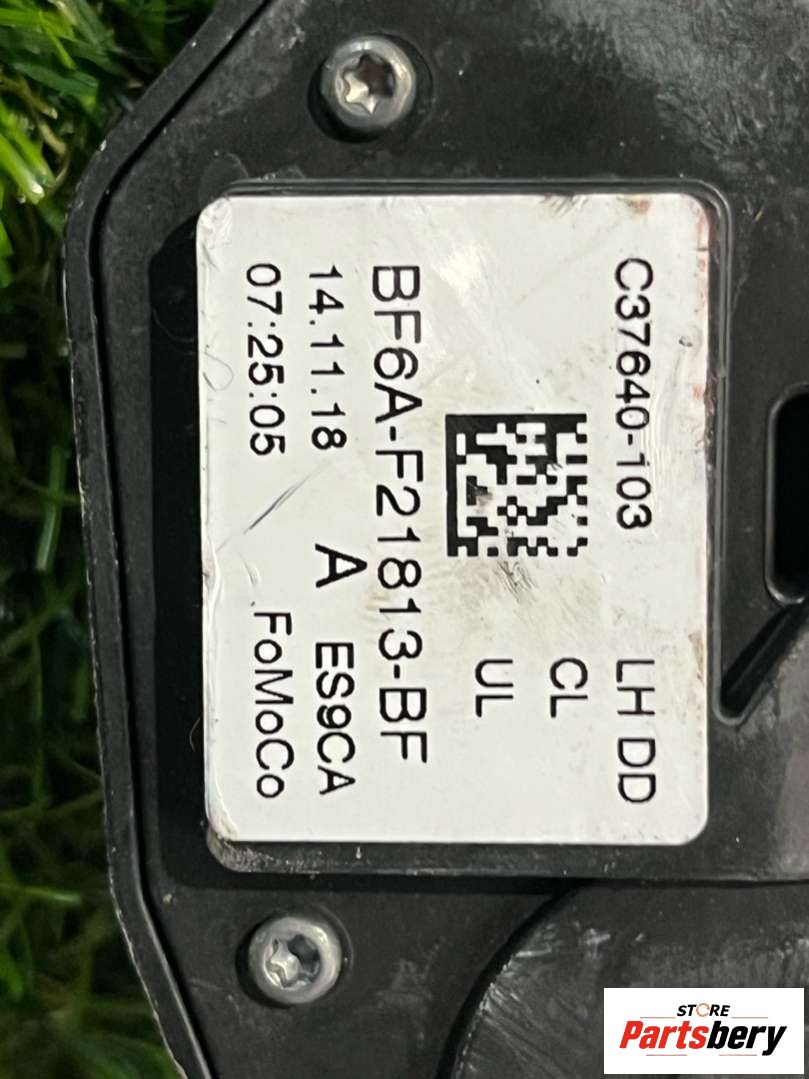 C37640-103 LH DD
CL
UL
BF6A-F21813-BF
14.11.18 A ES9CA
07:25:05 FoMoCo
STORE
Partsbery